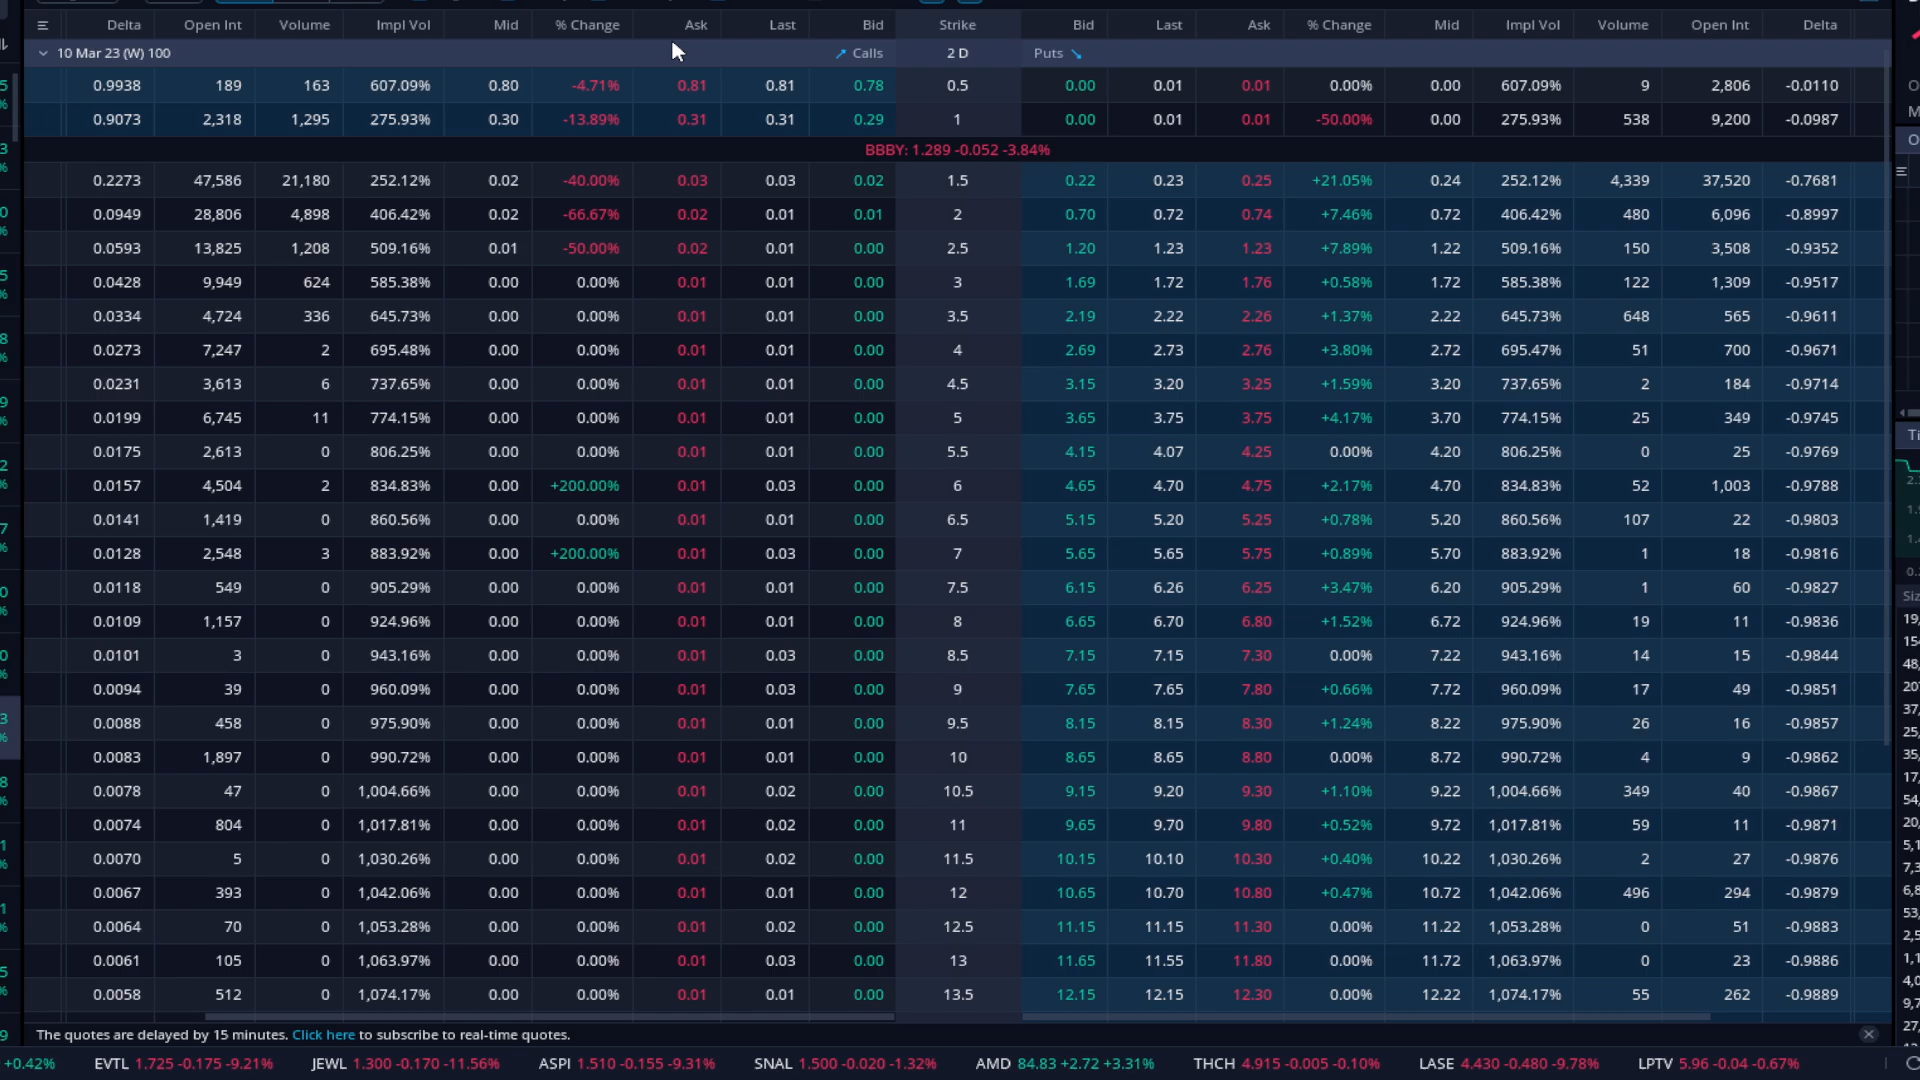 Delta Open Int Volume Impl Vol Mid % Change Ask Last Bid Strike Bid Last Ask % Change Mid Impl Vol Volume Open Int Delta
10 Mar 23 (W) 100 Calls 2 D Puts
0.9938 189 163 607.09% 0.80 -4.71% 0.81 0.81 0.78 0.5 0.00 0.01 0.01 0.00% 0.00 607.09% 9 2,806 -0.0110
0.9073 2,318 1,295 275.93% 0.30 -13.89% 0.31 0.31 0.29 1 0.00 0.01 0.01 -50.00% 0.00 275.93% 538 9,200 -0.0987
BBBY: 1.289 -0.052 -3.84%
0.2273 47,586 21,180 252.12% 0.02 -40.00% 0.03 0.03 0.02 1.5 0.22 0.23 0.25 +21.05% 0.24 252.12% 4,339 37,520 -0.7681
0.0949 28,806 4,898 406.42% 0.02 -66.67% 0.02 0.01 0.01 2 0.70 0.72 0.74 +7.46% 0.72 406.42% 480 6,096 -0.8997
0.0593 13,825 1,208 509.16% 0.01 -50.00% 0.02 0.01 0.00 2.5 1.20 1.23 1.23 +7.89% 1.22 509.16% 150 3,508 -0.9352
0.0428 9,949 624 585.38% 0.00 0.00% 0.01 0.01 0.00 3 1.69 1.72 1.76 +0.58% 1.72 585.38% 122 1,309 -0.9517
0.0334 4,724 336 645.73% 0.00 0.00% 0.01 0.01 0.00 3.5 2.19 2.22 2.26 +1.37% 2.22 645.73% 648 565 -0.9611
0.0273 7,247 2 695.48% 0.00 0.00% 0.01 0.01 0.00 4 2.69 2.73 2.76 +3.80% 2.72 695.47% 51 700 -0.9671
0.0231 3,613 6 737.65% 0.00 0.00% 0.01 0.01 0.00 4.5 3.15 3.20 3.25 +1.59% 3.20 737.65% 2 184 -0.9714
0.0199 6,745 11 774.15% 0.00 0.00% 0.01 0.01 0.00 5 3.65 3.75 3.75 +4.17% 3.70 774.15% 25 349 -0.9745
0.0175 2,613 0 806.25% 0.00 0.00% 0.01 0.01 0.00 5.5 4.15 4.07 4.25 0.00% 4.20 806.25% 0 25 -0.9769
0.0157 4,504 2 834.83% 0.00 +200.00% 0.01 0.03 0.00 6 4.65 4.70 4.75 +2.17% 4.70 834.83% 52 1,003 -0.9788
0.0141 1,419 0 860.56% 0.00 0.00% 0.01 0.01 0.00 6.5 5.15 5.20 5.25 +0.78% 5.20 860.56% 107 22 -0.9803
0.0128 2,548 3 883.92% 0.00 +200.00% 0.01 0.03 0.00 7 5.65 5.65 5.75 +0.89% 5.70 883.92% 1 18 -0.9816
0.0118 549 0 905.29% 0.00 0.00% 0.01 0.01 0.00 7.5 6.15 6.26 6.25 +3.47% 6.20 905.29% 1 60 -0.9827
0.0109 1,157 0 924.96% 0.00 0.00% 0.01 0.01 0.00 8 6.65 6.70 6.80 +1.52% 6.72 924.96% 19 11 -0.9836
0.0101 3 0 943.16% 0.00 0.00% 0.01 0.03 0.00 8.5 7.15 7.15 7.30 0.00% 7.22 943.16% 14 15 -0.9844
0.0094 39 0 960.09% 0.00 0.00% 0.01 0.03 0.00 9 7.65 7.65 7.80 +0.66% 7.72 960.09% 17 49 -0.9851
0.0088 458 0 975.90% 0.00 0.00% 0.01 0.01 0.00 9.5 8.15 8.15 8.30 +1.24% 8.22 975.90% 26 16 -0.9857
0.0083 1,897 0 990.72% 0.00 0.00% 0.01 0.01 0.00 10 8.65 8.65 8.80 0.00% 8.72 990.72% 4 9 -0.9862
0.0078 47 0 1,004.66% 0.00 0.00% 0.01 0.02 0.00 10.5 9.15 9.20 9.30 +1.10% 9.22 1,004.66% 349 40 -0.9867
0.0074 804 0 1,017.81% 0.00 0.00% 0.01 0.02 0.00 11 9.65 9.70 9.80 +0.52% 9.72 1,017.81% 59 11 -0.9871
0.0070 5 0 1,030.26% 0.00 0.00% 0.01 0.02 0.00 11.5 10.15 10.10 10.30 +0.40% 10.22 1,030.26% 2 27 -0.9876
0.0067 393 0 1,042.06% 0.00 0.00% 0.01 0.01 0.00 12 10.65 10.70 10.80 +0.47% 10.72 1,042.06% 496 294 -0.9879
0.0064 70 0 1,053.28% 0.00 0.00% 0.01 0.02 0.00 12.5 11.15 11.15 11.30 0.00% 11.22 1,053.28% 0 51 -0.9883
0.0061 105 0 1,063.97% 0.00 0.00% 0.01 0.03 0.00 13 11.65 11.55 11.80 0.00% 11.72 1,063.97% 0 23 -0.9886
0.0058 512 0 1,074.17% 0.00 0.00% 0.01 0.01 0.00 13.5 12.15 12.15 12.30 0.00% 12.22 1,074.17% 55 262 -0.9889
The quotes are delayed by 15 minutes. Click here to subscribe to real-time quotes.
+0.42% EVTL 1.725 -0.175 -9.21% JEWL 1.300 -0.170 -11.56% ASPI 1.510 -0.155 -9.31% SNAL 1.500 -0.020 -1.32% AMD 84.83 +2.72 +3.31% THCH 4.915 -0.005 -0.10% LASE 4.430 -0.480 -9.78% LPTV 5.96 -0.04 -0.67%